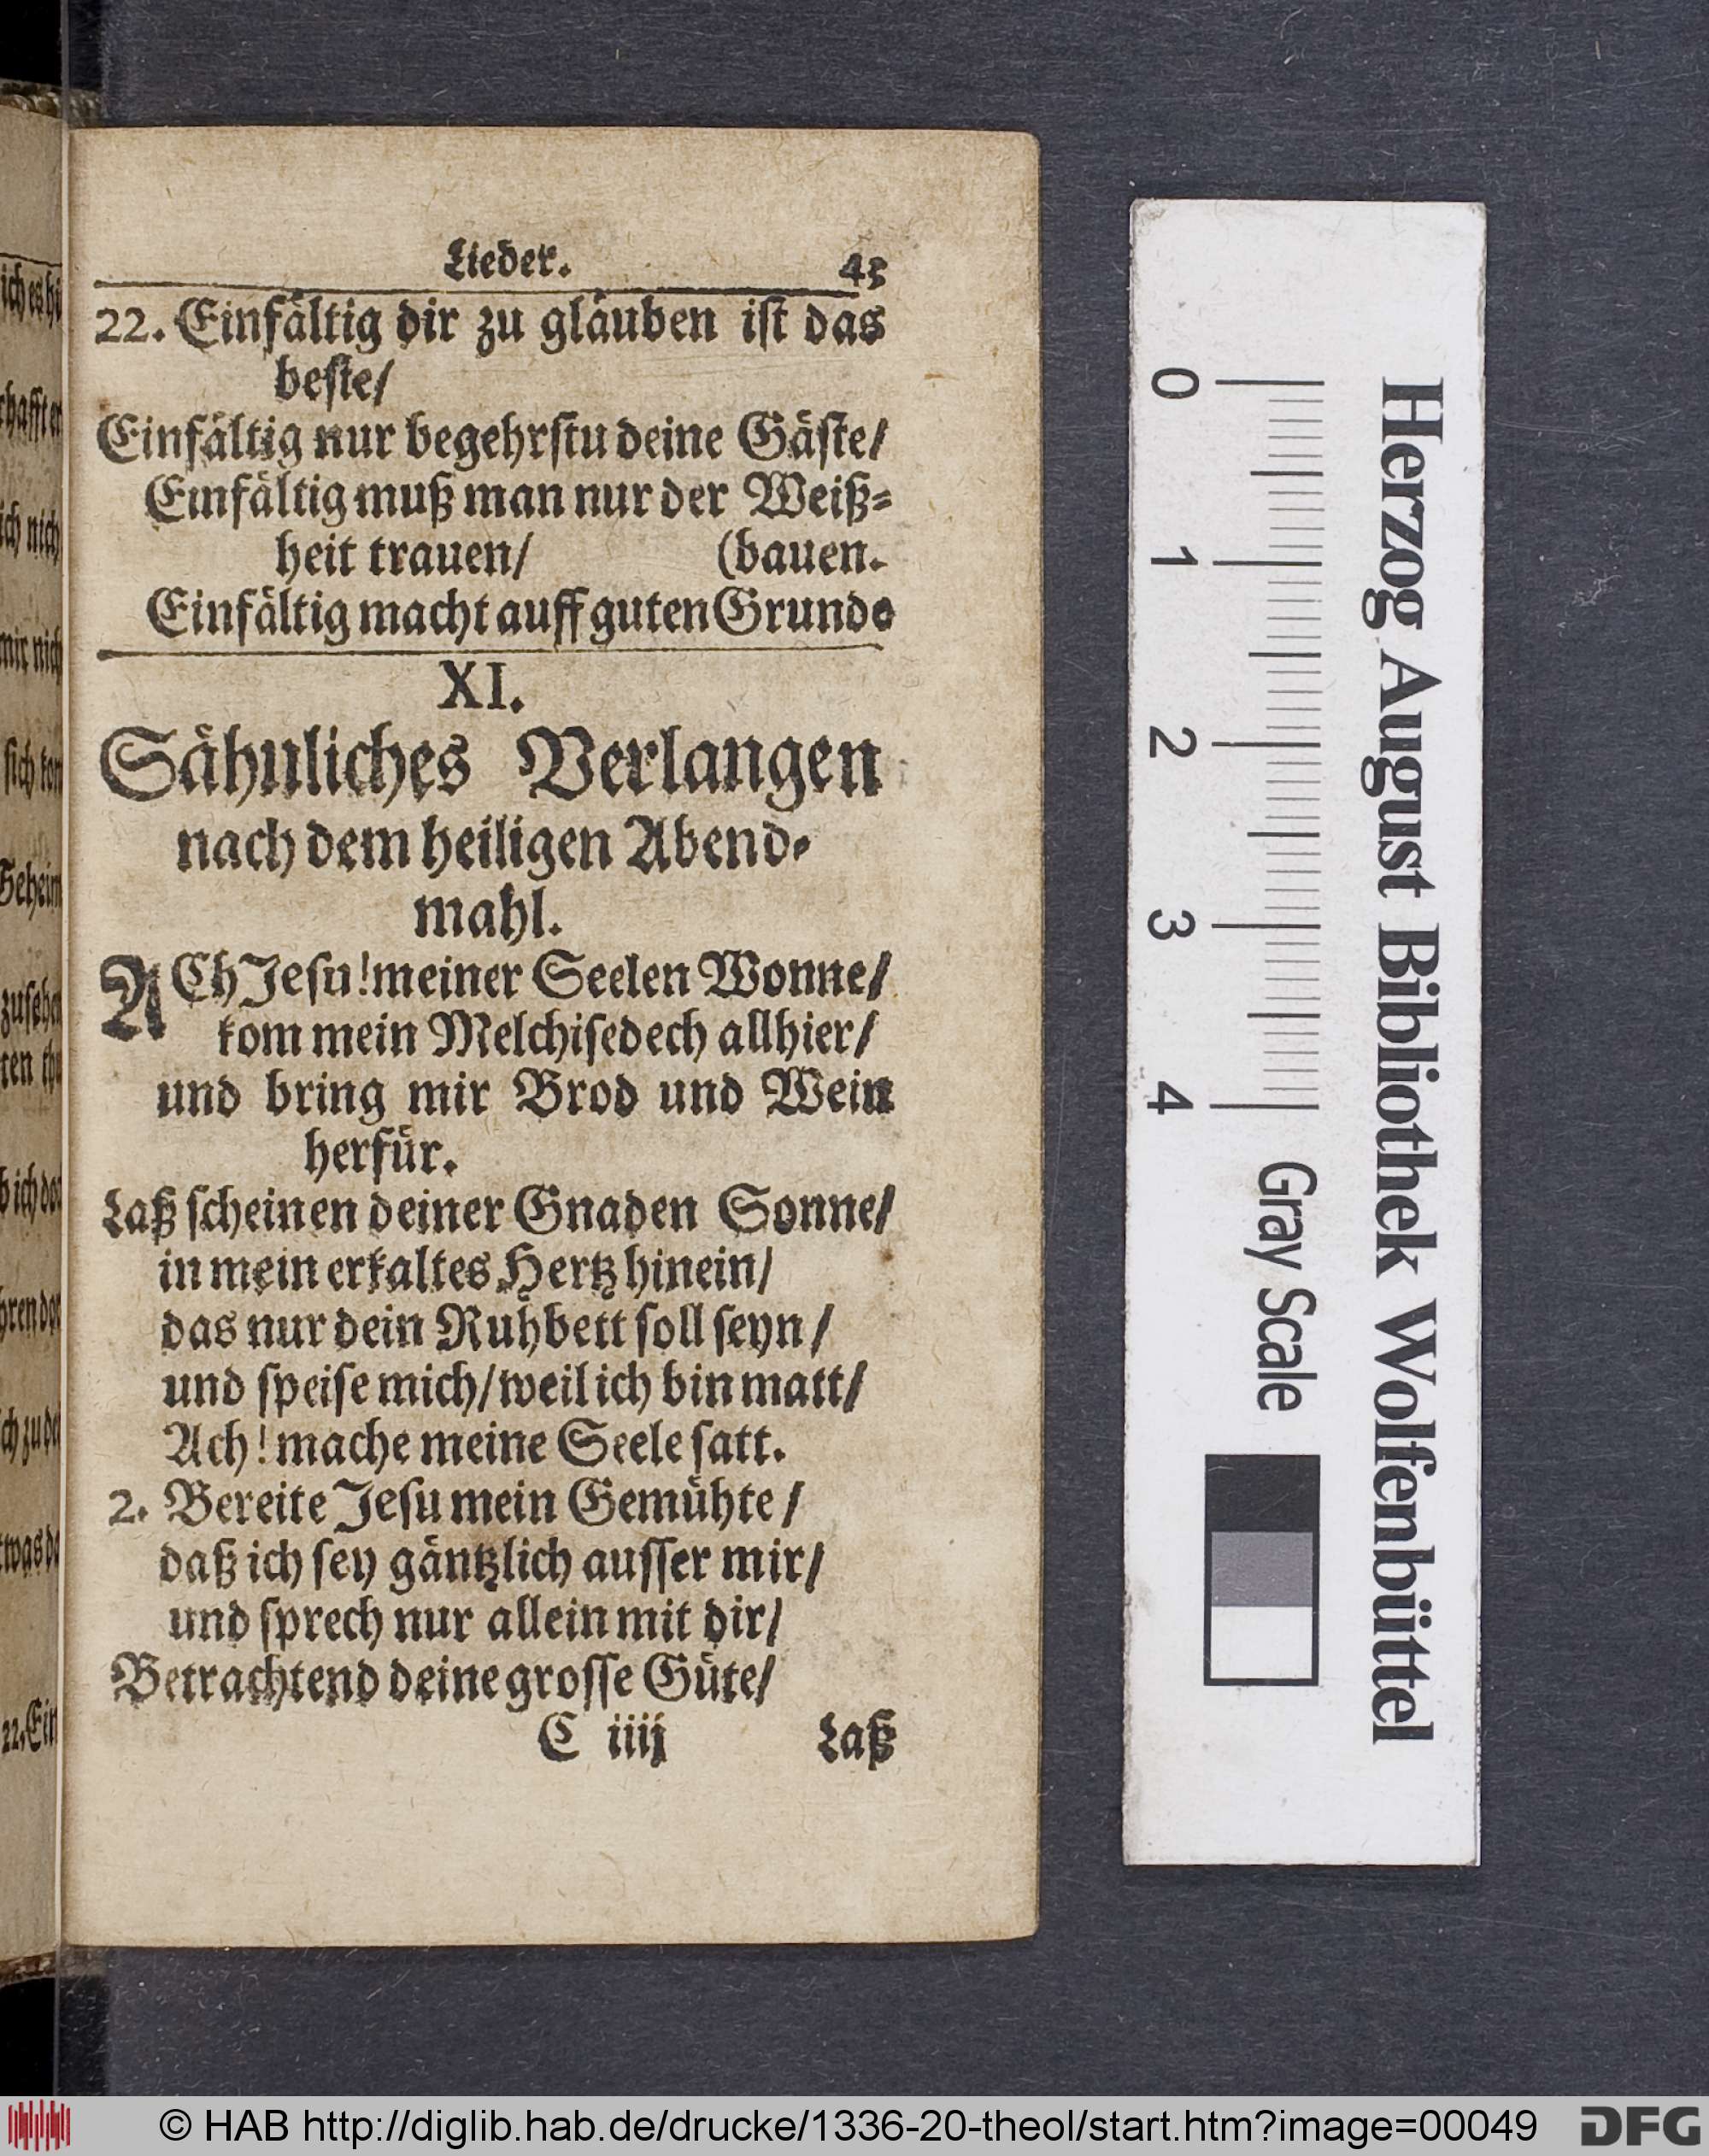 Lieder. 43
22. Einfältig dir zu gläuben ist das
beste/
Einfältig nur begehrstu deine Gäste/
Einfältig muß man nur der Weiß-
heit trauen/ (bauen.
Einfältig macht auff guten Grunde
XI.
Sähnliches Verlangen
nach dem heiligen Abend-
mahl.
ACh Jesu! meiner Seelen Wonne/
kom mein Melchisedech allhier/
und bring mir Brod und Wein
herfür.
Laß scheinen deiner Gnaden Sonne/
in mein erkaltes Hertz hinein/
das nur dein Ruhbett soll seyn/
und speise mich/ weil ich bin matt/
Ach! mache meine Seele satt.
2. Bereite Jesu mein Gemühte/
daß ich sey gäntzlich ausser mir/
und sprech nur allein mit dir/
Betrachtend deine grosse Güte/
C iiij Laß
Herzog August Bibliothek Wolfenbüttel
0 1 2 3 4 Gray Scale
© HAB http://diglib.hab.de/drucke/1336-20-theol/start.htm?image=00049
DFG